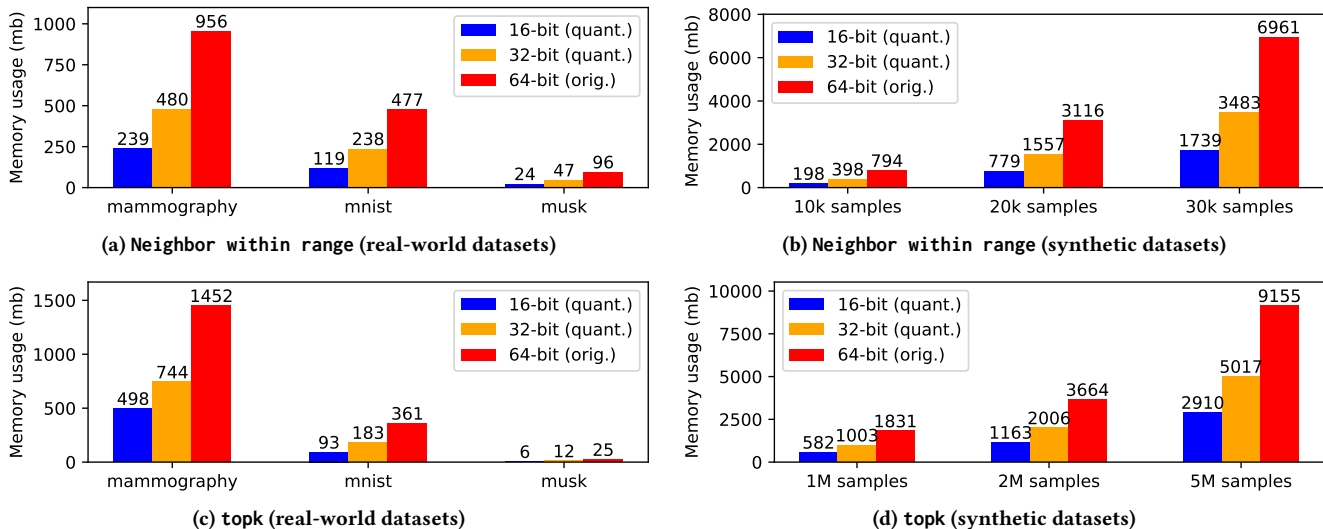 Memory usage (mb)
1000
750
500
250
0
239
480
956
119
238
477
24
47
96
16-bit (quant.)
32-bit (quant.)
64-bit (orig.)
mammography
mnist
musk
(a) Neighbor within range (real-world datasets)
Memory usage (mb)
8000
6000
4000
2000
0
198
398
794
779
1557
3116
1739
3483
6961
16-bit (quant.)
32-bit (quant.)
64-bit (orig.)
10k samples
20k samples
30k samples
(b) Neighbor within range (synthetic datasets)
Memory usage (mb)
1500
1000
500
0
498
744
1452
93
183
361
6
12
25
16-bit (quant.)
32-bit (quant.)
64-bit (orig.)
mammography
mnist
musk
(c) topk (real-world datasets)
Memory usage (mb)
10000
7500
5000
2500
0
582
1003
1831
1163
2006
3664
2910
5017
9155
16-bit (quant.)
32-bit (quant.)
64-bit (orig.)
1M samples
2M samples
5M samples
(d) topk (synthetic datasets)